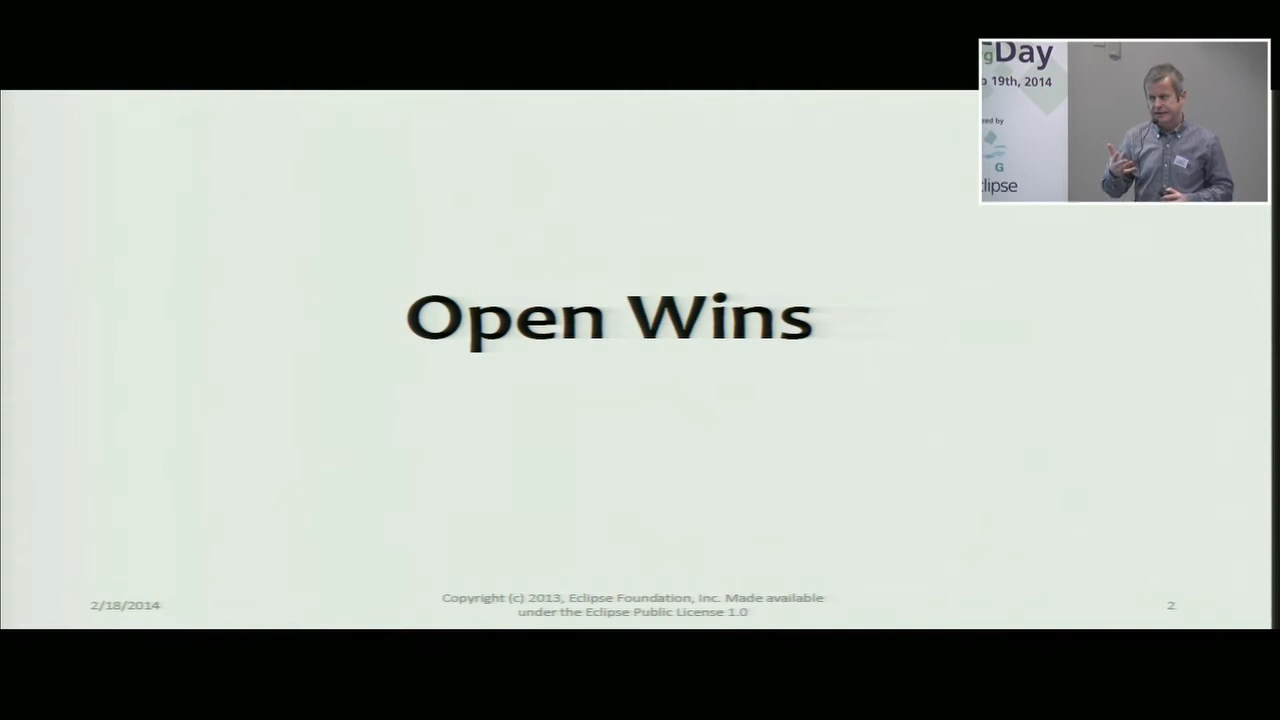 Day
19th, 2014
G
clipse
Open Wins
2/18/2014
Copyright (c) 2013, Eclipse Foundation, Inc. Made available
under the Eclipse Public License 1.0
2